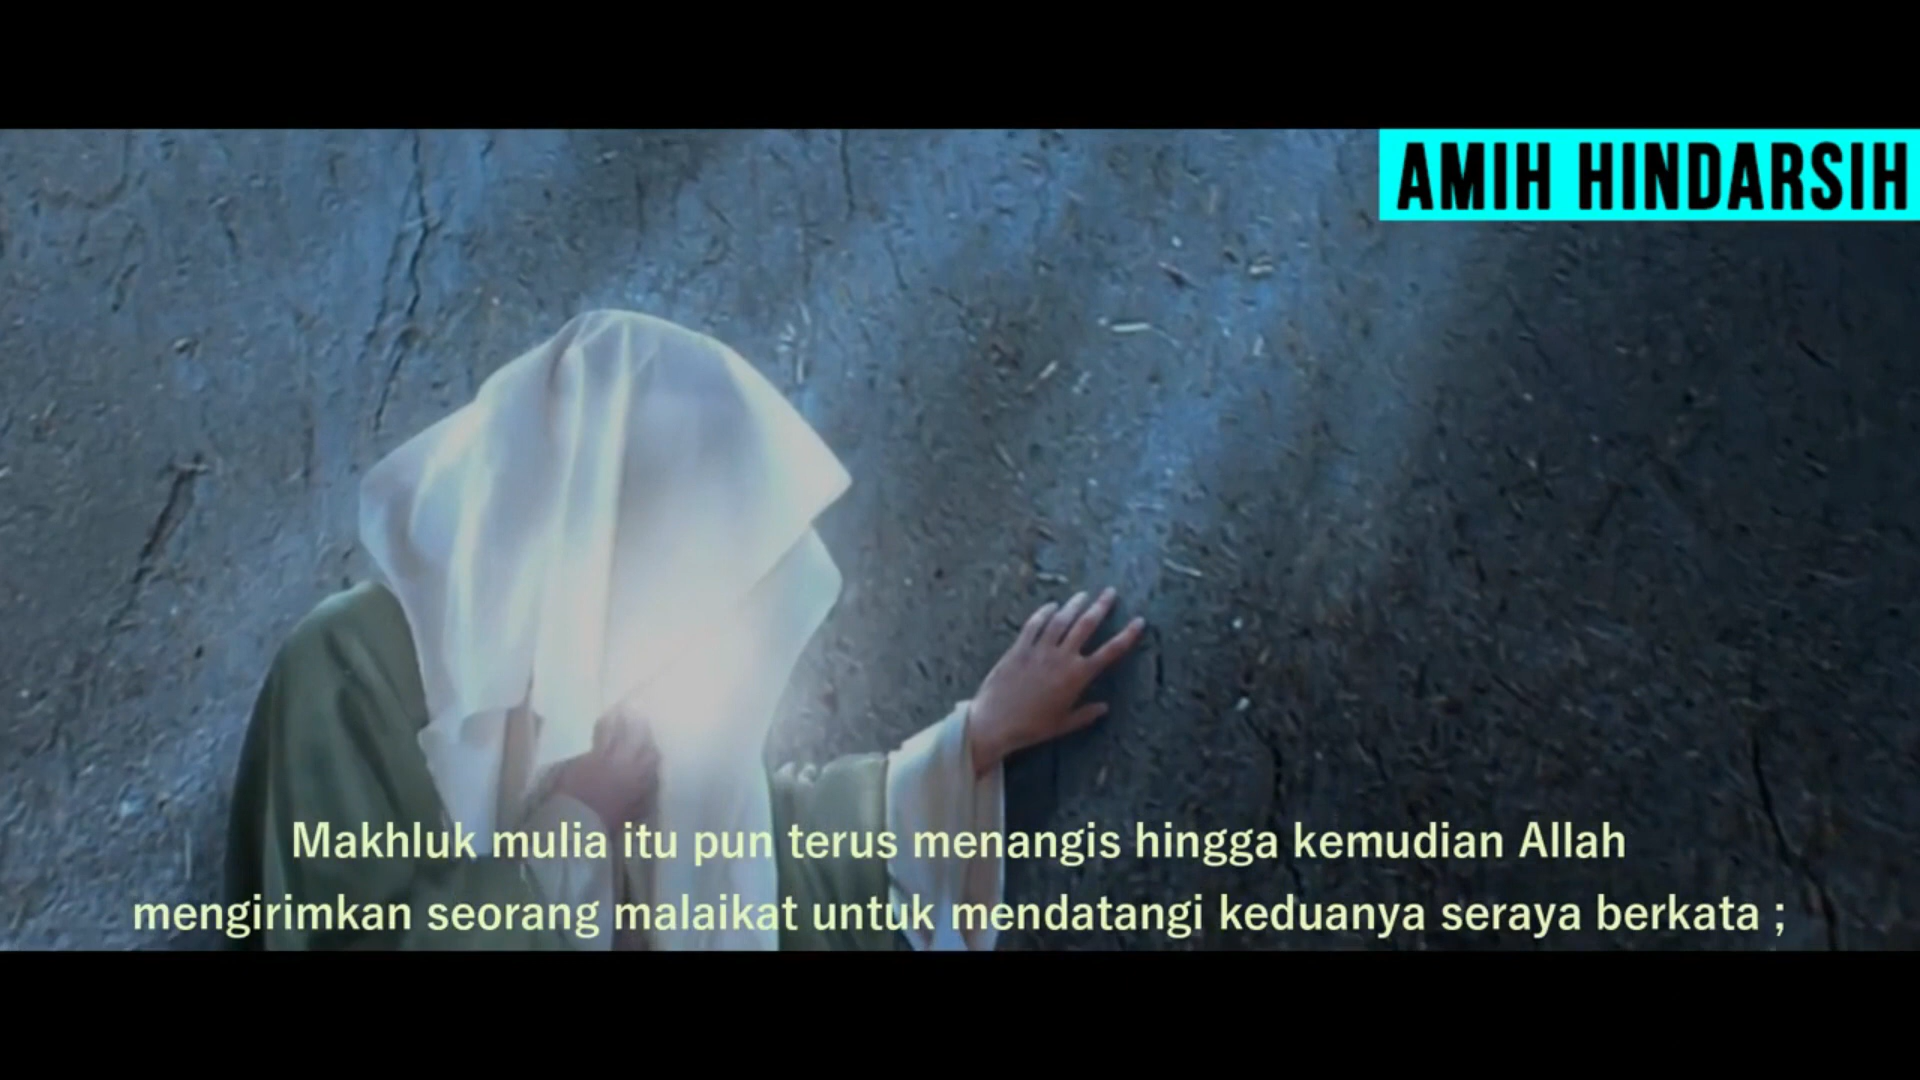 AMIH HINDARSIH
Makhluk mulia itu pun terus menangis hingga kemudian Allah
mengirimkan seorang malaikat untuk mendatangi keduanya seraya berkata ;